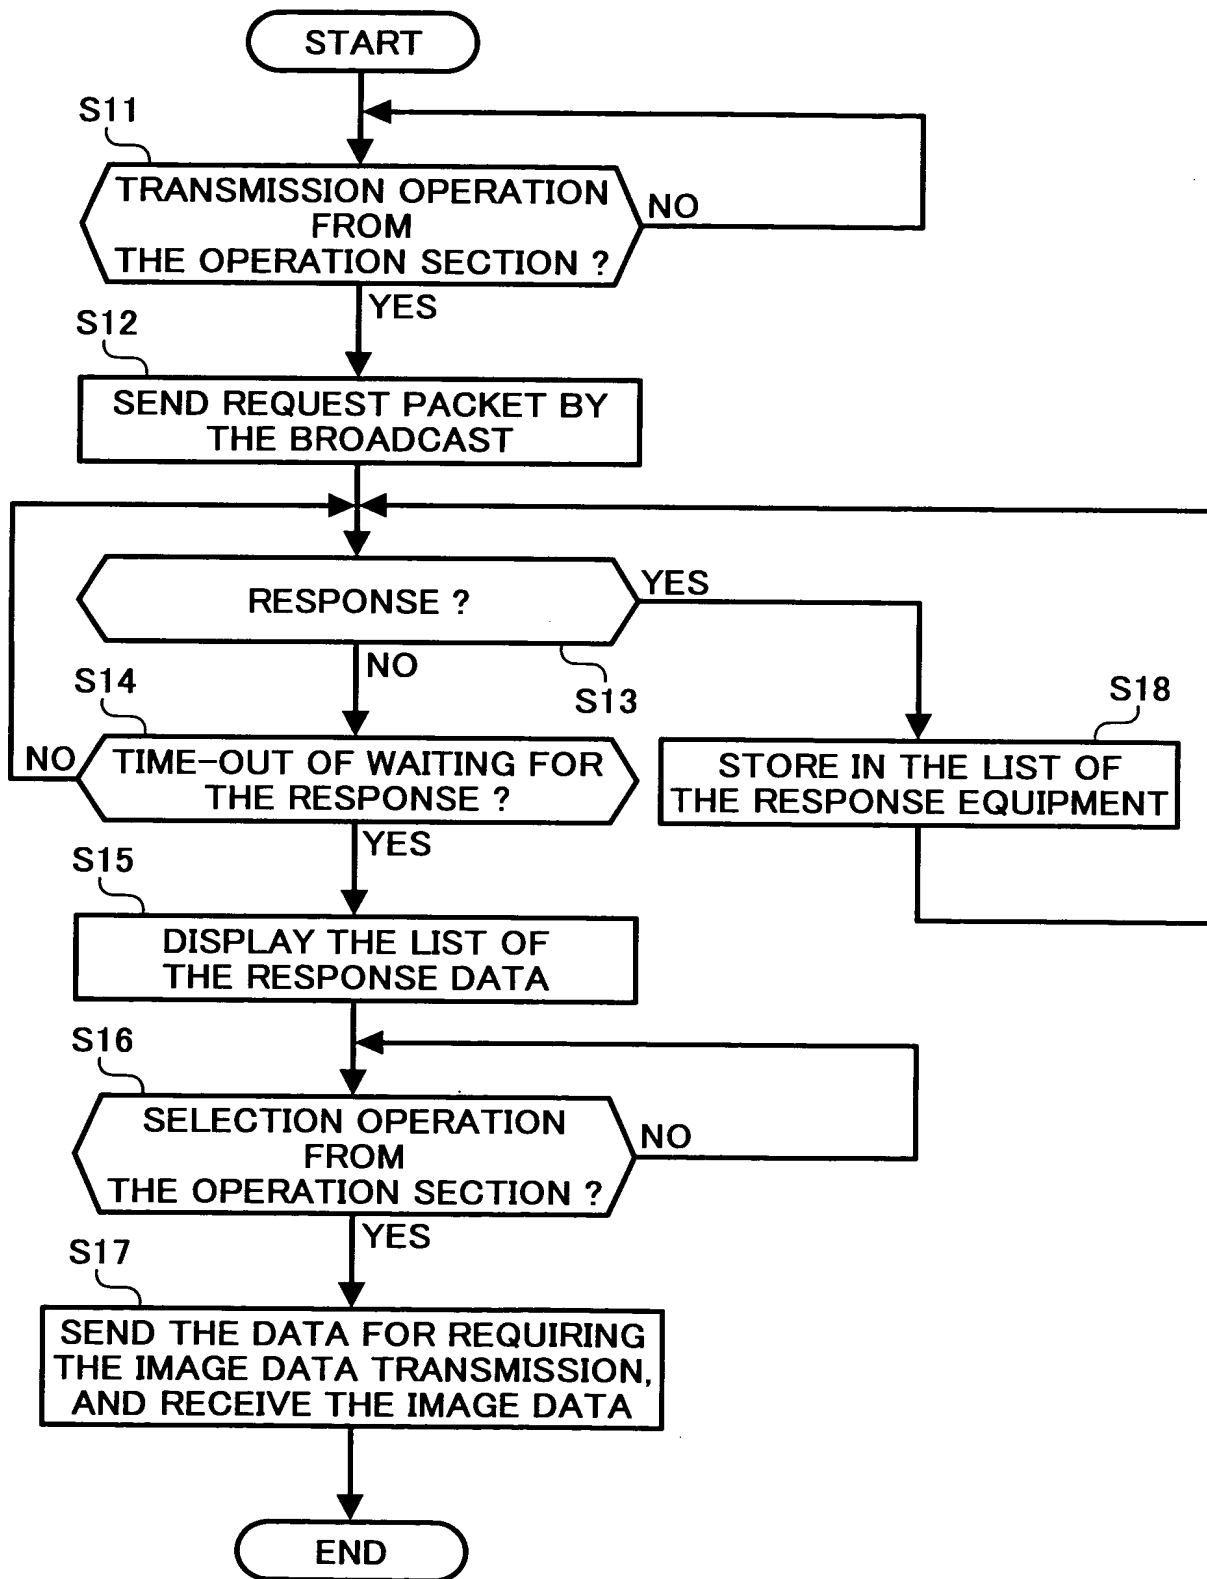 START
S11
TRANSMISSION OPERATION
FROM
THE OPERATION SECTION ?
NO
YES
S12
SEND REQUEST PACKET BY
THE BROADCAST
RESPONSE ?
YES
NO
S13
S14
TIME-OUT OF WAITING FOR
THE RESPONSE ?
NO
YES
S18
STORE IN THE LIST OF
THE RESPONSE EQUIPMENT
S15
DISPLAY THE LIST OF
THE RESPONSE DATA
S16
SELECTION OPERATION
FROM
THE OPERATION SECTION ?
NO
YES
S17
SEND THE DATA FOR REQUIRING
THE IMAGE DATA TRANSMISSION,
AND RECEIVE THE IMAGE DATA
END